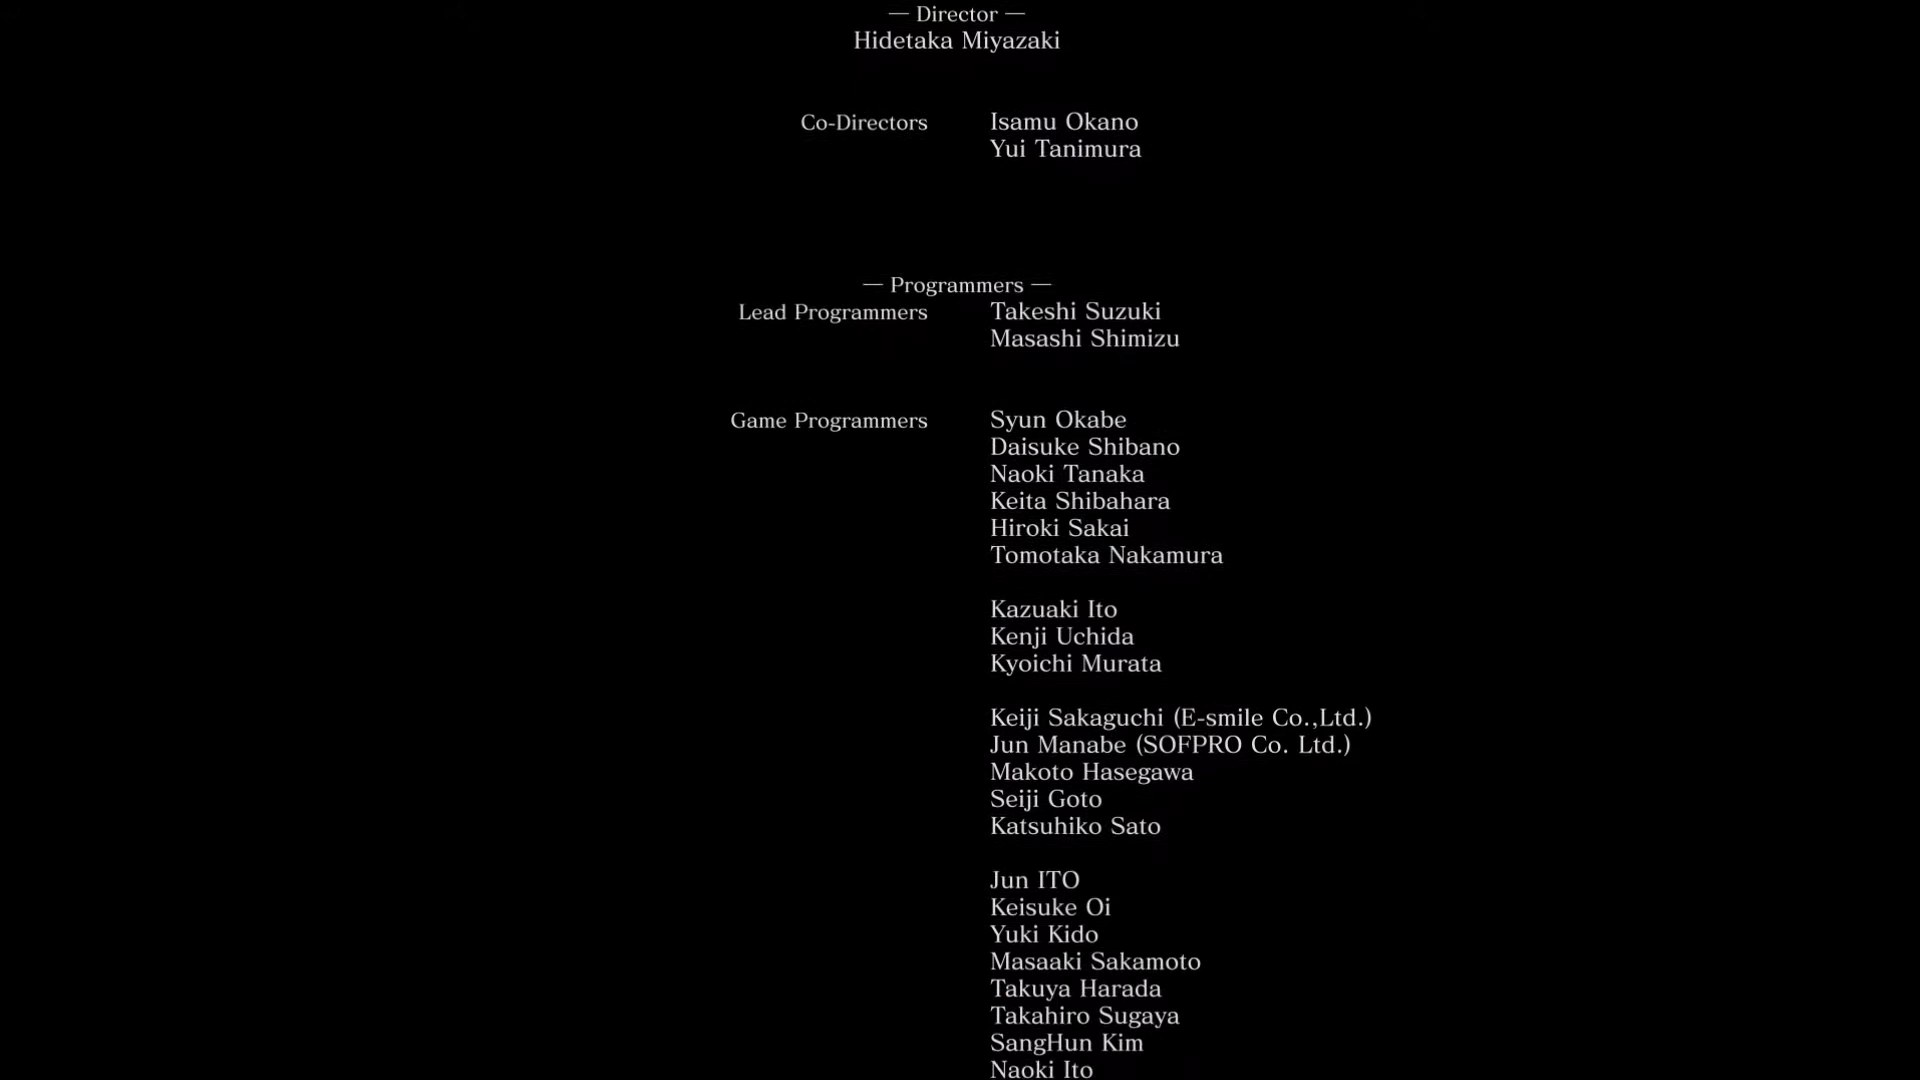 — Director —
Hidetaka Miyazaki
Co-Directors Isamu Okano
Yui Tanimura
— Programmers —
Lead Programmers Takeshi Suzuki
Masashi Shimizu
Game Programmers Syun Okabe
Daisuke Shibano
Naoki Tanaka
Keita Shibahara
Hiroki Sakai
Tomotaka Nakamura
Kazuaki Ito
Kenji Uchida
Kyoichi Murata
Keiji Sakaguchi (E-smile Co.,Ltd.)
Jun Manabe (SOFPRO Co. Ltd.)
Makoto Hasegawa
Seiji Goto
Katsuhiko Sato
Jun ITO
Keisuke Oi
Yuki Kido
Masaaki Sakamoto
Takuya Harada
Takahiro Sugaya
SangHun Kim
Naoki Ito